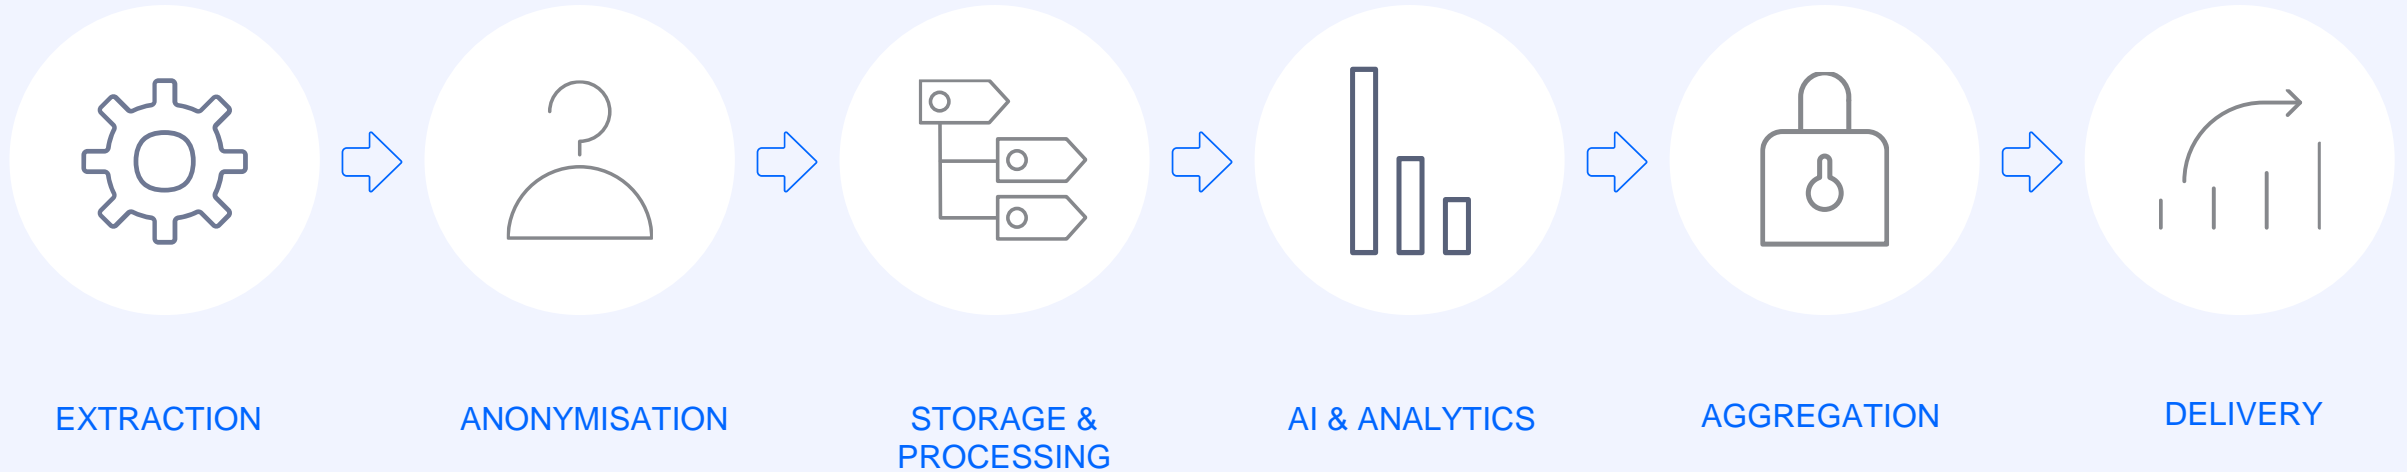 EXTRACTION
ANONYMISATION
STORAGE &
PROCESSING
AI & ANALYTICS
AGGREGATION
DELIVERY